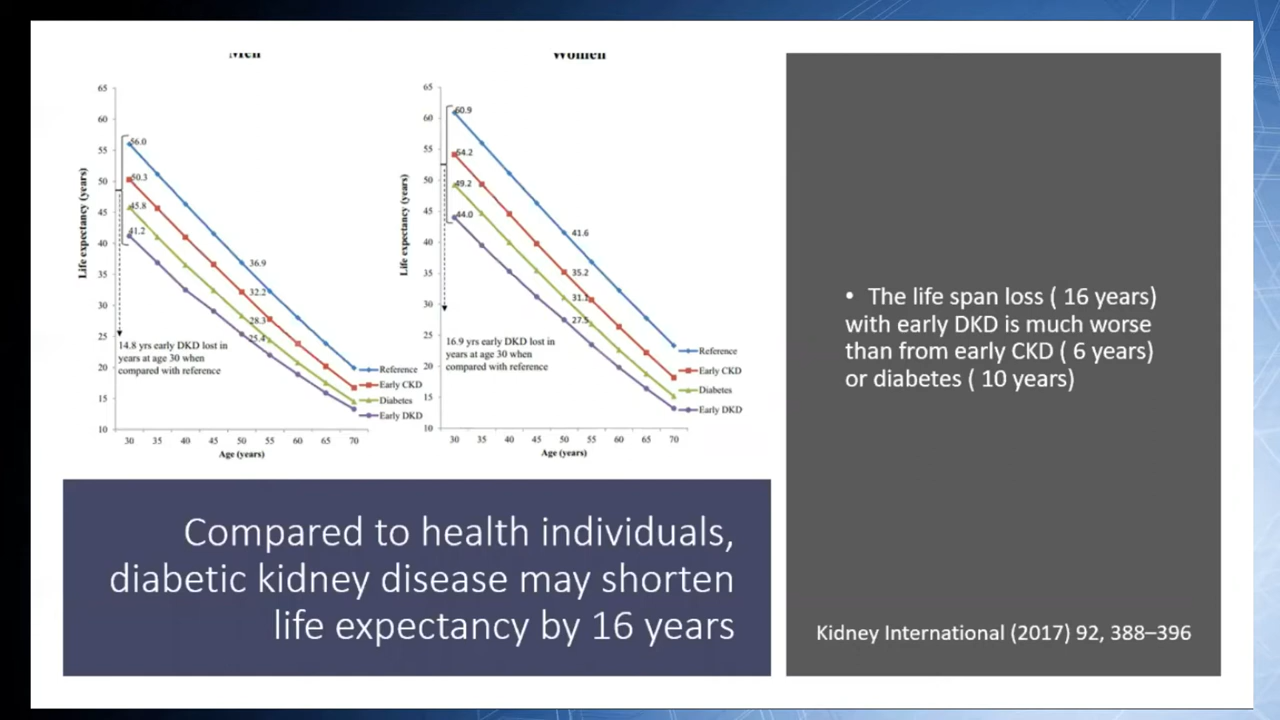 Men
Women
65
60
55
50
45
40
35
30
25
20
15
10
Life expectancy (years)
56.0
50.3
45.8
41.2
36.9
32.2
28.3
25.4
14.8 yrs early DKD lost in
years at age 30 when
compared with reference
Reference
Early CKD
Diabetes
Early DKD
30 35 40 45 50 55 60 65 70
Age (years)
65
60
55
50
45
40
35
30
25
20
15
10
Life expectancy (years)
60.9
54.2
49.2
44.0
41.6
35.2
31.1
27.5
16.9 yrs early DKD lost in
years at age 30 when
compared with reference
Reference
Early CKD
Diabetes
Early DKD
30 35 40 45 50 55 60 65 70
Age (years)
Compared to health individuals,
diabetic kidney disease may shorten
life expectancy by 16 years
• The life span loss ( 16 years)
with early DKD is much worse
than from early CKD ( 6 years)
or diabetes ( 10 years)
Kidney International (2017) 92, 388–396